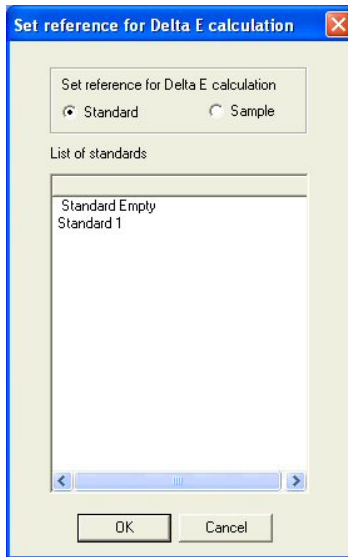 Set reference for Delta E calculation
Set reference for Delta E calculation
Standard Sample
List of standards
Standard Empty
Standard 1
OK Cancel